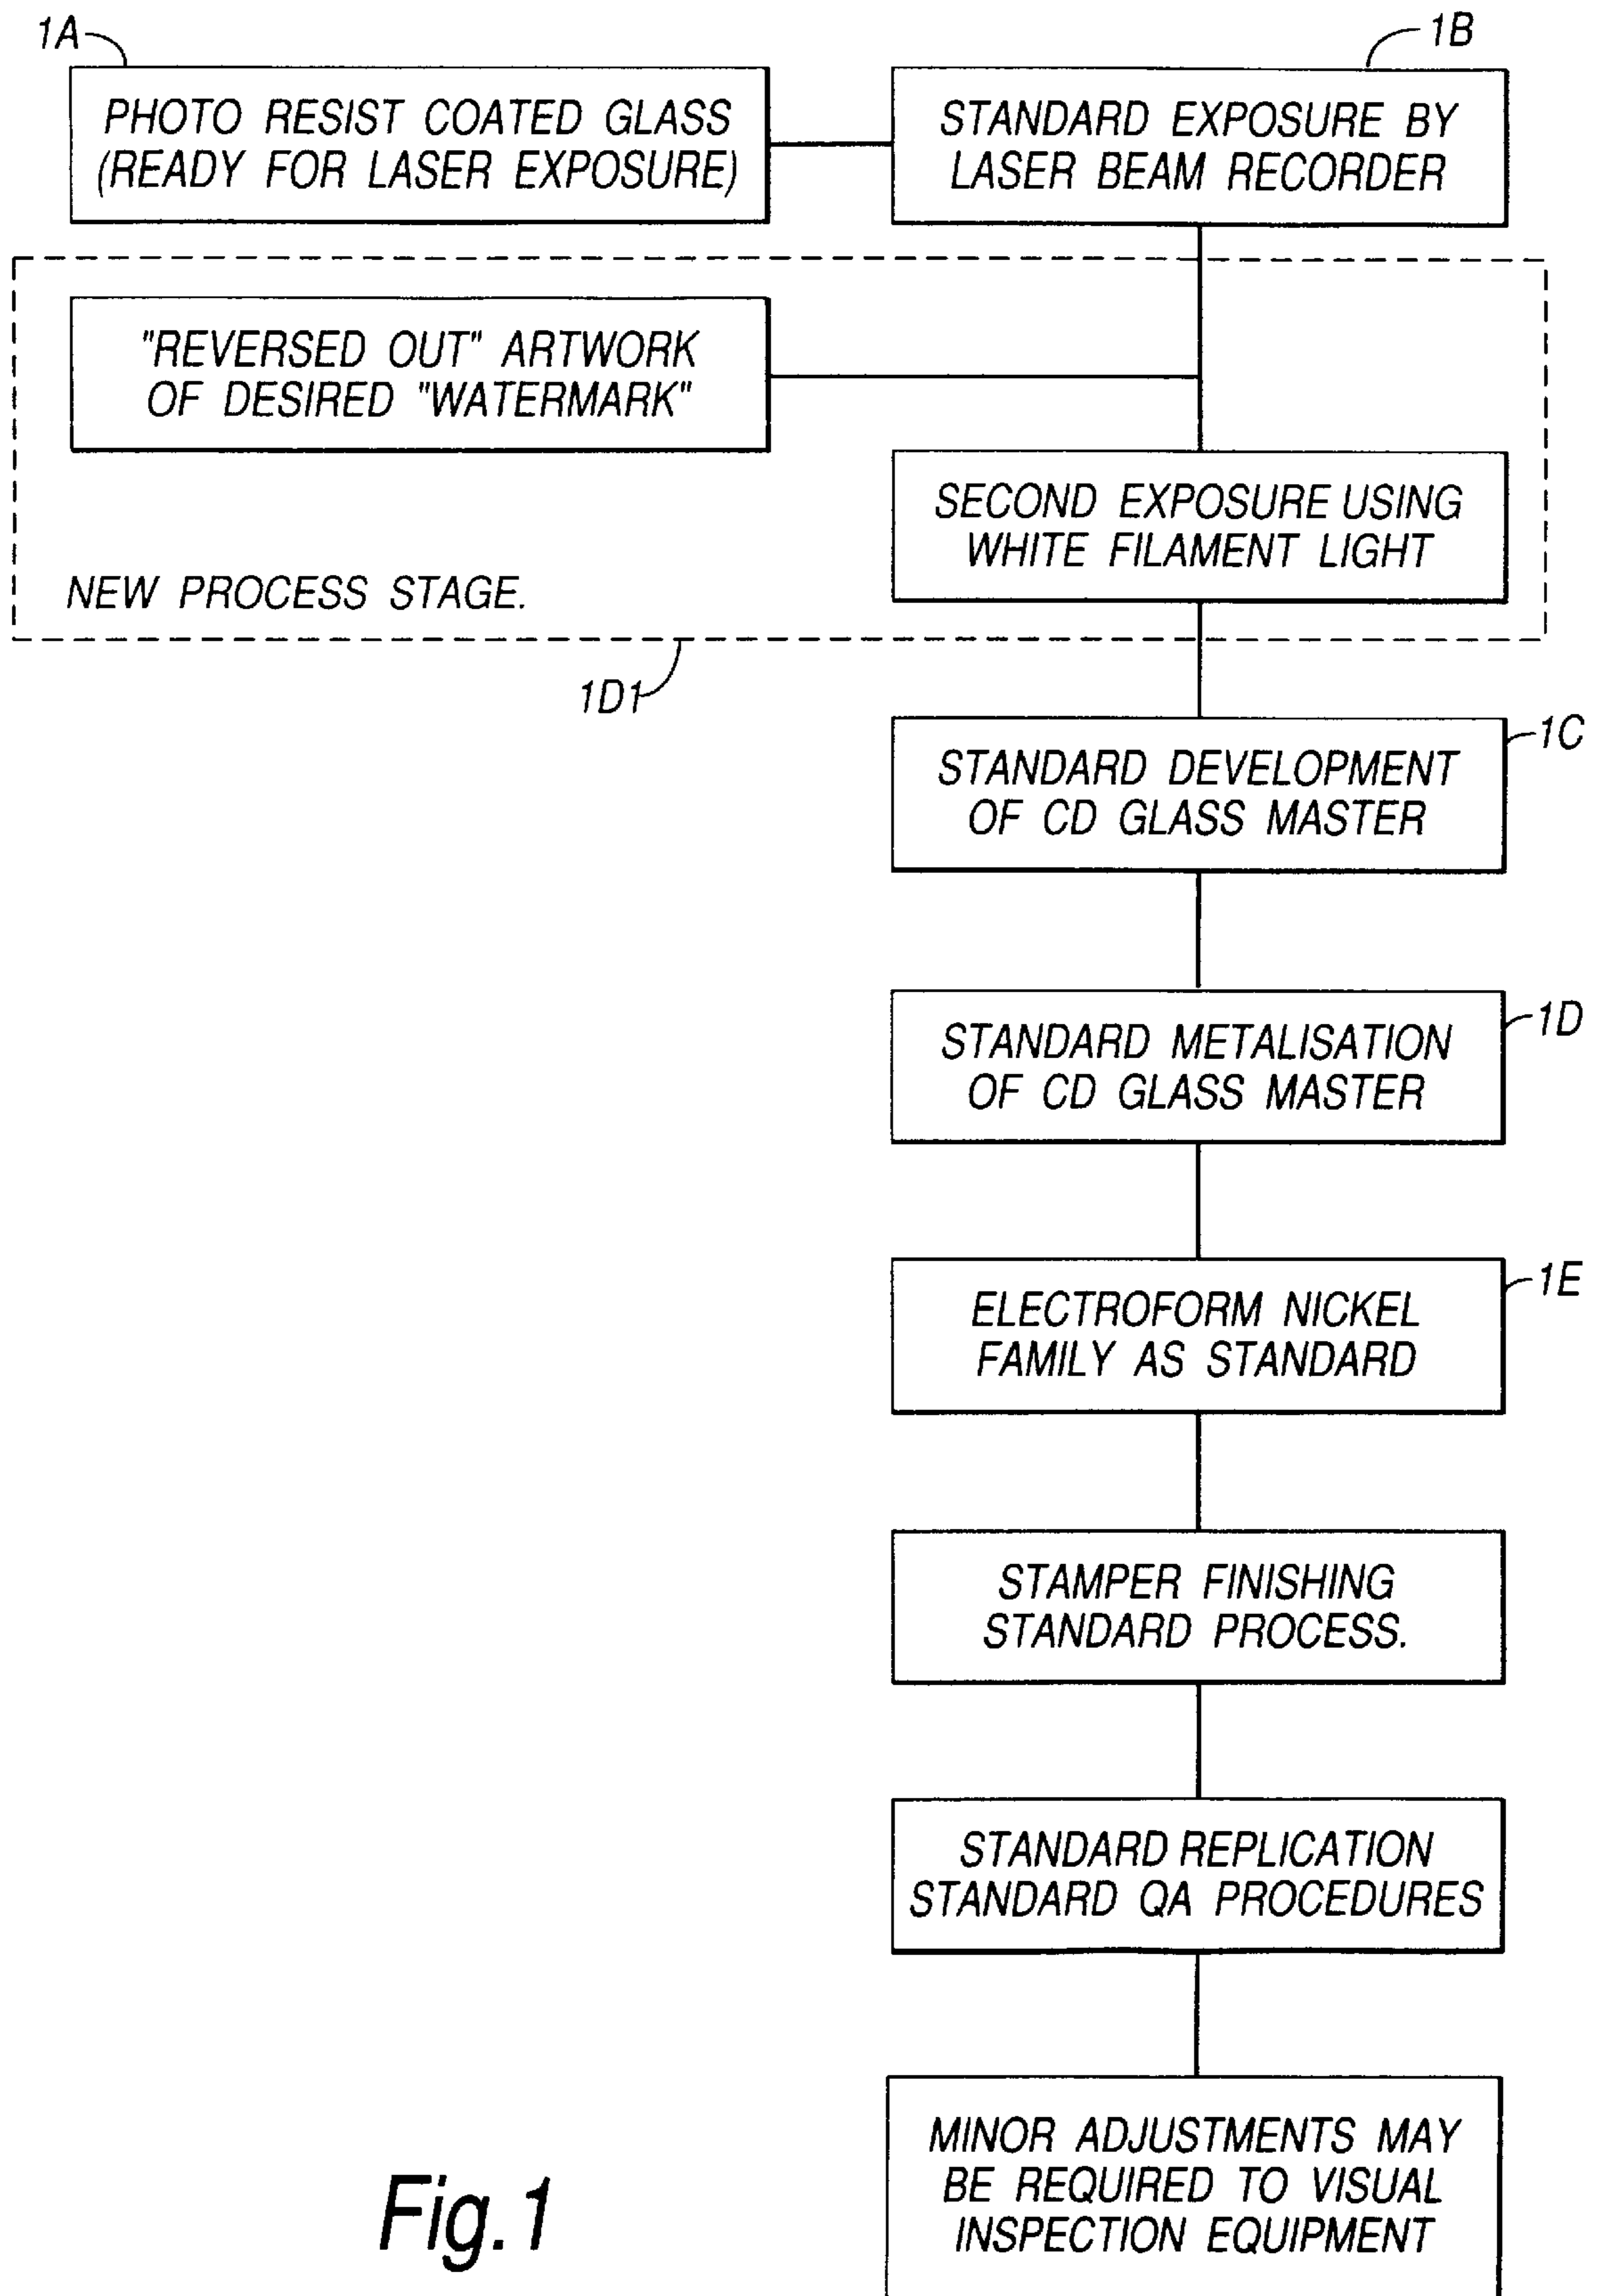 1A
1B
PHOTO RESIST COATED GLASS
(READY FOR LASER EXPOSURE)
STANDARD EXPOSURE BY
LASER BEAM RECORDER
"REVERSED OUT" ARTWORK
OF DESIRED "WATERMARK"
SECOND EXPOSURE USING
WHITE FILAMENT LIGHT
NEW PROCESS STAGE.
1D1
1C
STANDARD DEVELOPMENT
OF CD GLASS MASTER
1D
STANDARD METALISATION
OF CD GLASS MASTER
1E
ELECTROFORM NICKEL
FAMILY AS STANDARD
STAMPER FINISHING
STANDARD PROCESS.
STANDARD REPLICATION
STANDARD QA PROCEDURES
MINOR ADJUSTMENTS MAY
BE REQUIRED TO VISUAL
INSPECTION EQUIPMENT
Fig.1